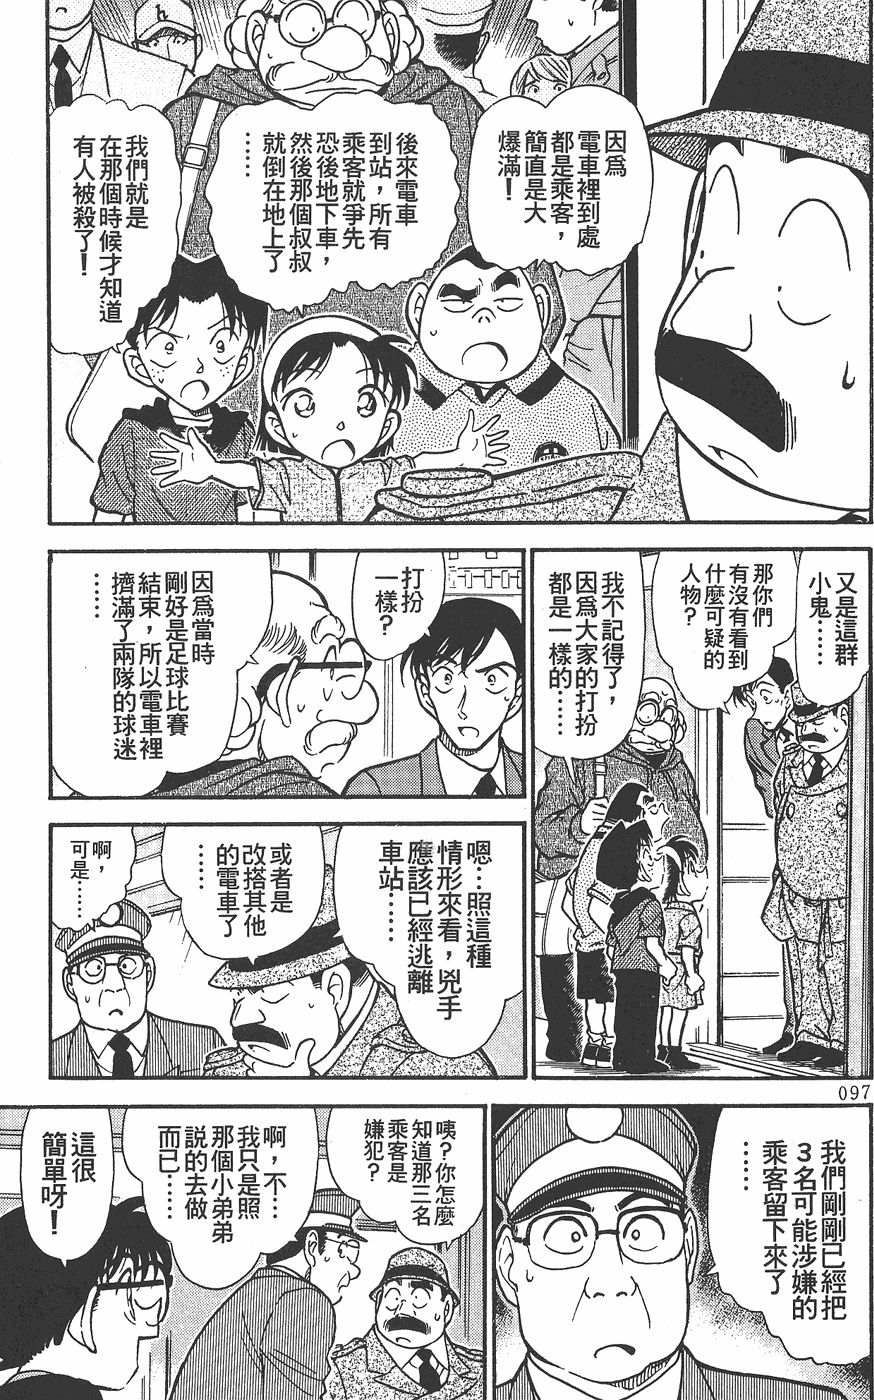 因為
電車裡到處
都是乘客，
簡直是大
爆滿！
後來電車
到站，所有
乘客就爭先
恐後地下車，
然後那個叔叔
就倒在地上了
……
我們就是
在那個時候才知道
有人被殺了！
又是這群
小鬼……
那你們
有沒有看到
什麼可疑的
人物？
我不記得了，
因為大家的打扮
都是一樣的……
打扮
一樣？
因為當時
剛好是足球比賽
結束，所以電車裡
擠滿了兩隊的球迷
……
嗯…照這種
情形來看，兇手
應該已經逃離
車站……
或者是
改搭其他
的電車了
……
啊，
可是……
097
我們剛剛已經把
3名可能涉嫌的
乘客留下來了
……
咦？你怎麼
知道那三名
乘客是
嫌犯？
啊，不…
我只是照
那個小弟弟
說的去做
而已……
這很
簡單呀！